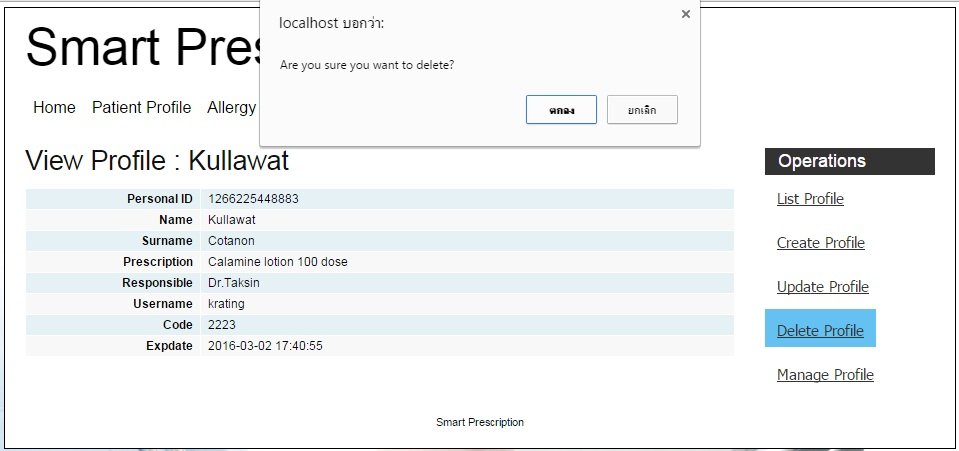 localhost บอกว่า:
Are you sure you want to delete?
ตกลง ยกเลิก
Smart Pres
Home Patient Profile Allergy
View Profile : Kullawat
Personal ID 1266225448883
Name Kullawat
Surname Cotanon
Prescription Calamine lotion 100 dose
Responsible Dr.Taksin
Username krating
Code 2223
Expdate 2016-03-02 17:40:55
Operations
List Profile
Create Profile
Update Profile
Delete Profile
Manage Profile
Smart Prescription